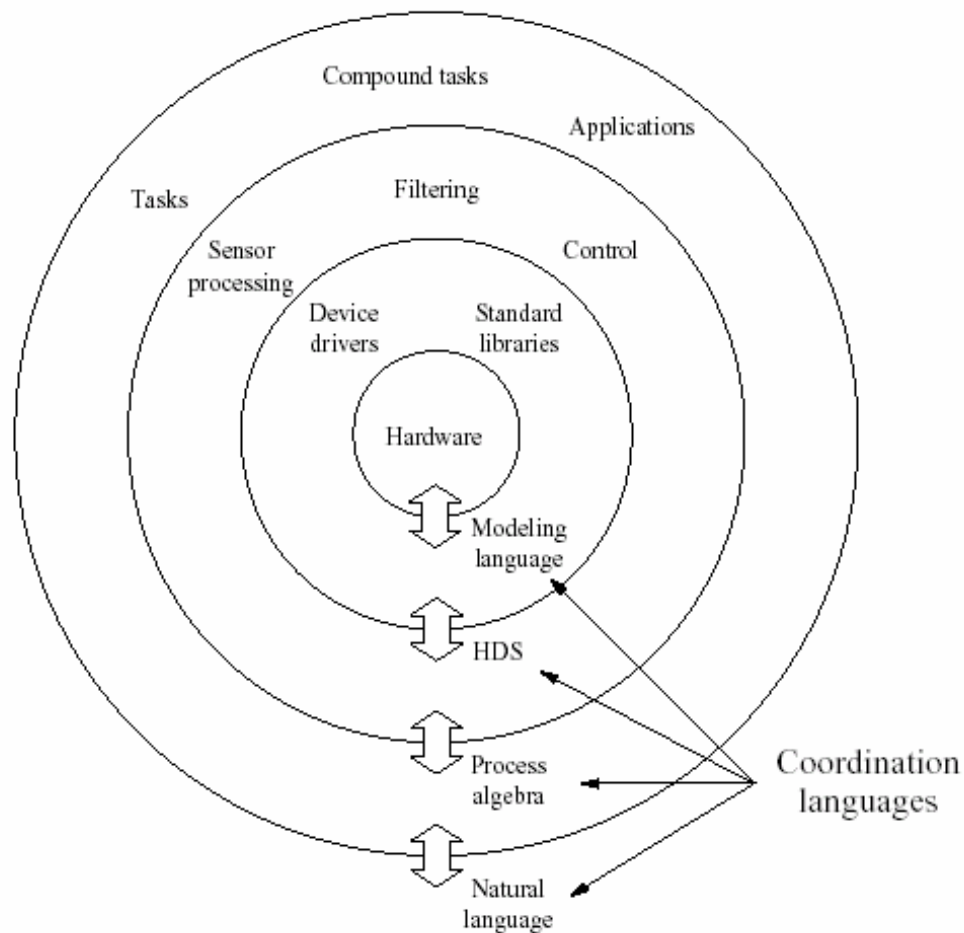 Compound tasks
Applications
Tasks
Filtering
Sensor
processing
Control
Device
drivers
Standard
libraries
Hardware
Modeling
language
HDS
Process
algebra
Coordination
languages
Natural
language